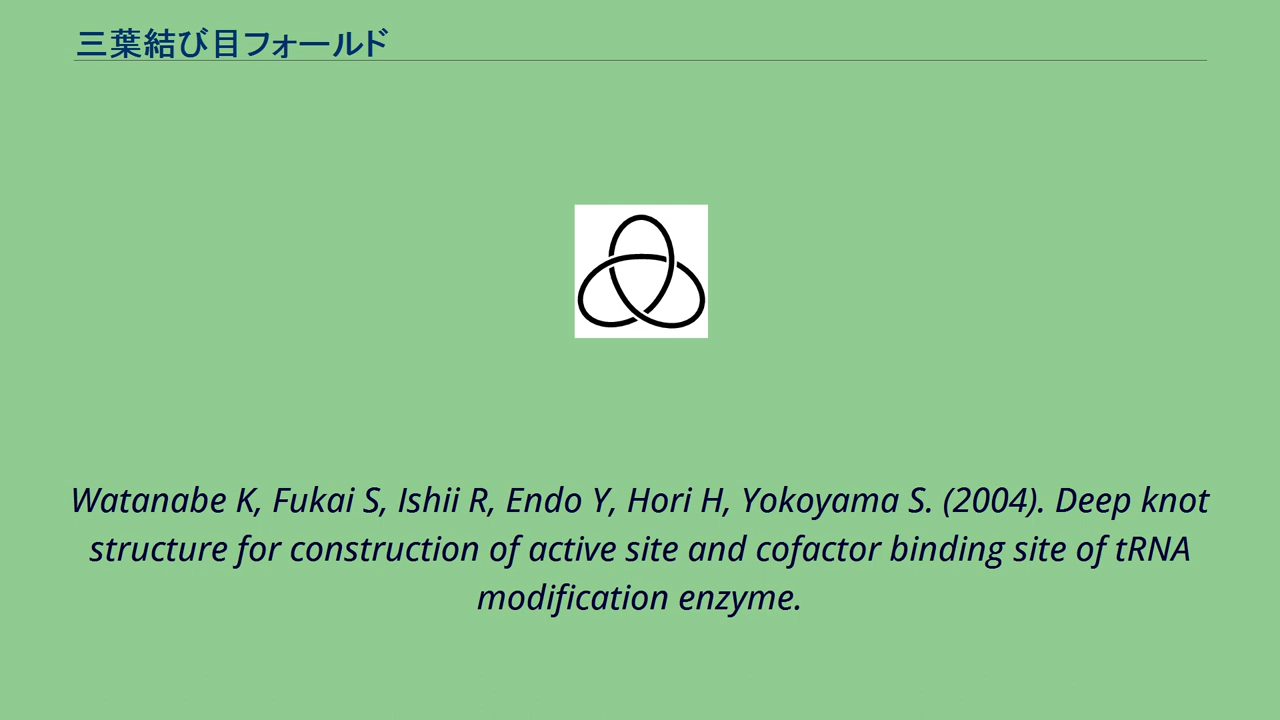 三葉結び目フォールド
Watanabe K, Fukai S, Ishii R, Endo Y, Hori H, Yokoyama S. (2004). Deep knot
structure for construction of active site and cofactor binding site of tRNA
modification enzyme.